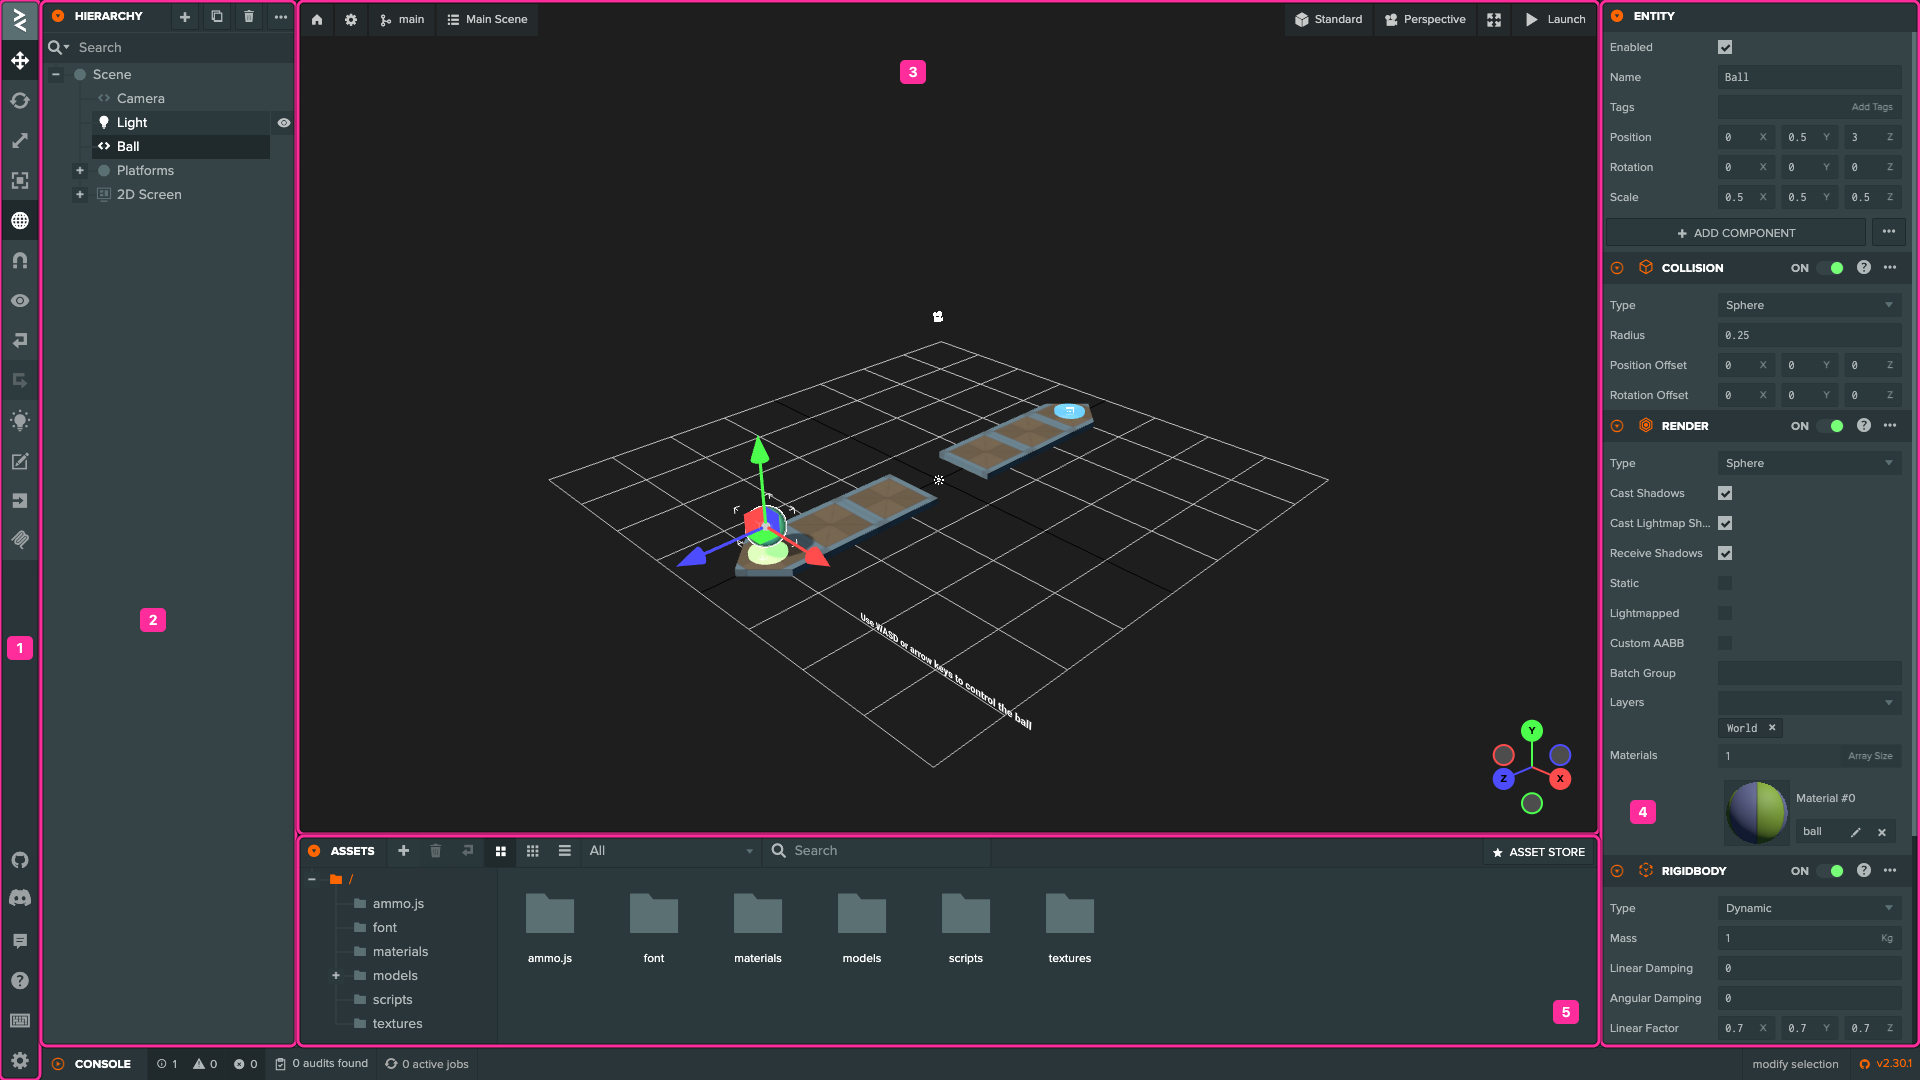 HIERARCHY
Search
Scene
Camera
Light
Ball
Platforms
2D Screen
1
2
main
Main Scene
Standard
Perspective
Launch
3
Use WASD or arrow keys to control the ball
Y
Z
X
ASSETS
All
Search
ASSET STORE
/
ammo.js
font
materials
models
scripts
textures
ammo.js
font
materials
models
scripts
textures
5
ENTITY
Enabled
Name
Ball
Tags
Add Tags
Position
0 X 0.5 Y 3 Z
Rotation
0 X 0 Y 0 Z
Scale
0.5 X 0.5 Y 0.5 Z
ADD COMPONENT
COLLISION
ON
Type
Sphere
Radius
0.25
Position Offset
0 X 0 Y 0 Z
Rotation Offset
0 X 0 Y 0 Z
RENDER
ON
Type
Sphere
Cast Shadows
Cast Lightmap Sh...
Receive Shadows
Static
Lightmapped
Custom AABB
Batch Group
Layers
World
Materials
1
Array Size
4
Material #0
ball
RIGIDBODY
ON
Type
Dynamic
Mass
1
Kg
Linear Damping
0
Angular Damping
0
Linear Factor
0.7 X 0.7 Y 0.7 Z
CONSOLE
1
0
0
0 audits found
0 active jobs
modify selection
v2.30.1